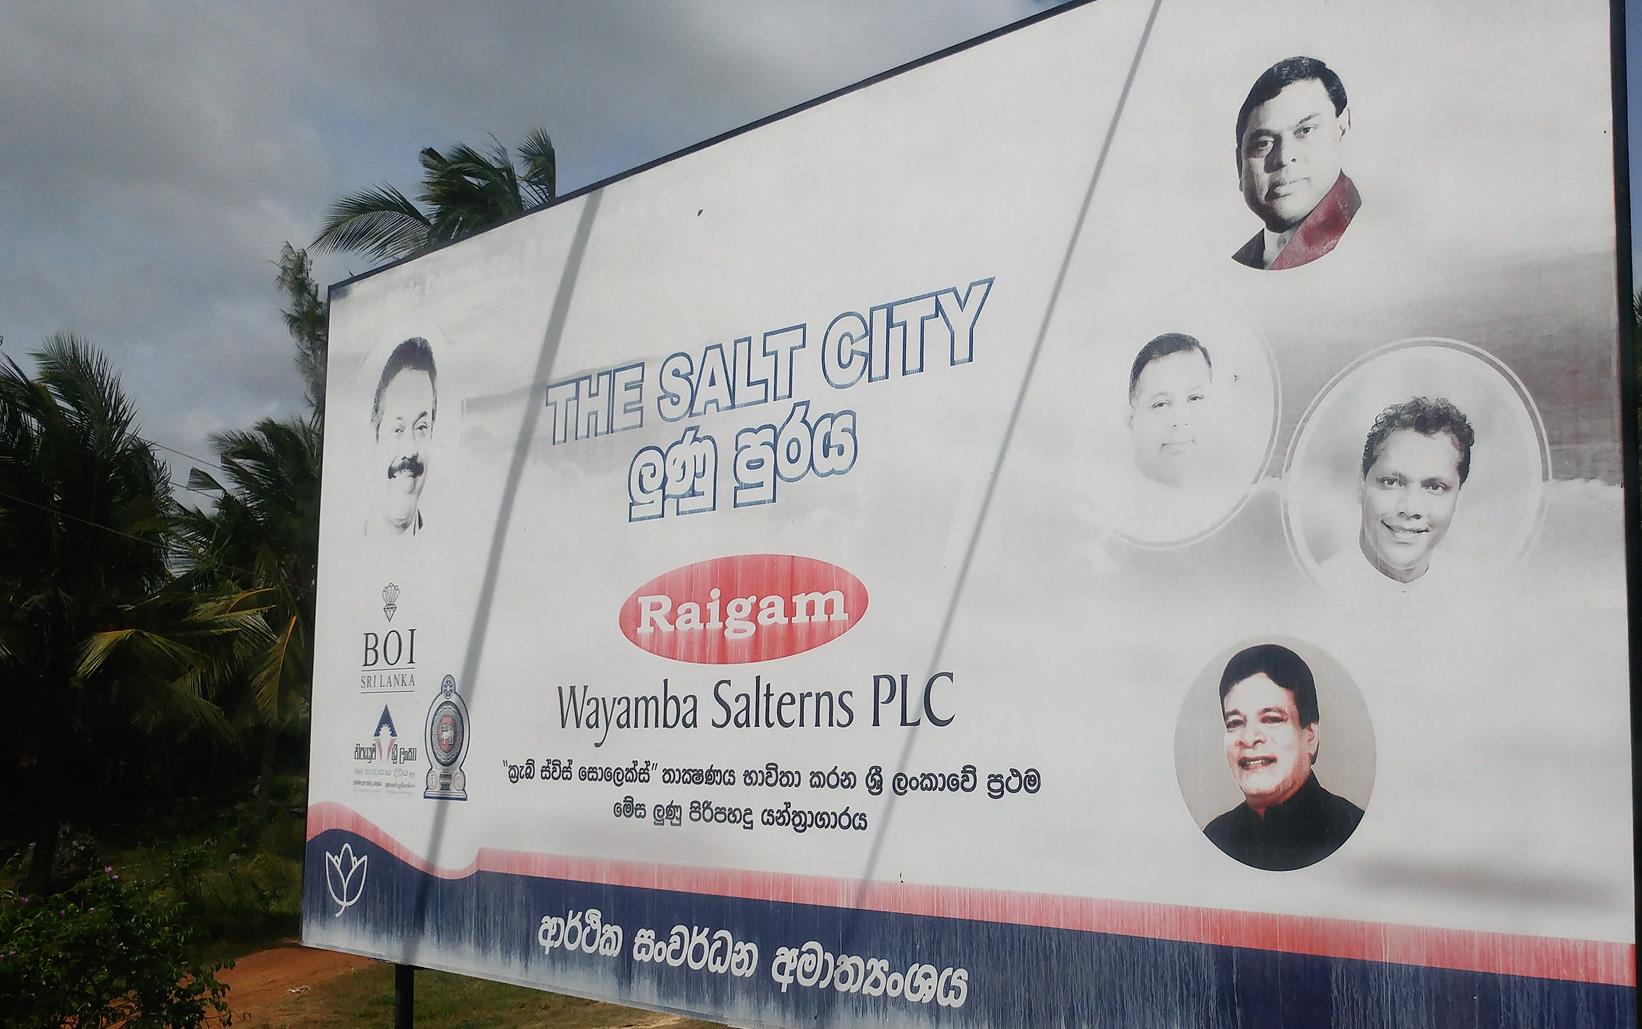 THE SALT CITY
ලුණු පුරය
Raigam
Wayamba Salterns PLC
"ක්‍රැබ් ස්විස් සොලෙක්ස්" තාක්‍ෂණය භාවිතා කරන ශ්‍රී ලංකාවේ ප්‍රථම
මේස ලුණු පිරිපහදු යන්ත්‍රාගාරය
BOI
SRI LANKA
ශ්‍රී ලංකා
ආර්ථික සංවර්ධන අමාත්‍යංශය